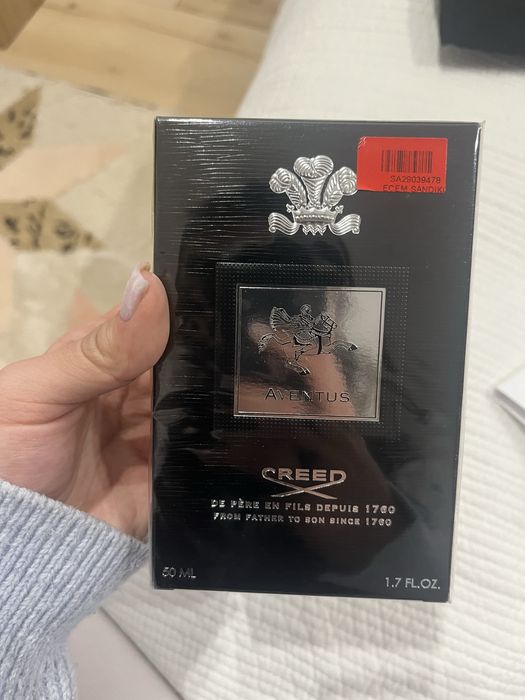 SA29039478
ECEM SANDIK
AVENTUS
CREED
DE PÈRE EN FILS DEPUIS 1760
FROM FATHER TO SON SINCE 1760
50 ML
1.7 FL.OZ.